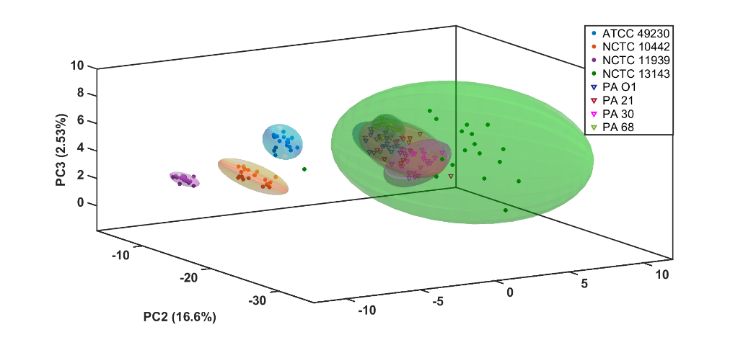 ATCC 49230
NCTC 10442
NCTC 11939
NCTC 13143
PA O1
PA 21
PA 30
PA 68
10
8
6
4
2
0
PC3 (2.53%)
-10
-20
-30
PC2 (16.6%)
-10
-5
0
5
10